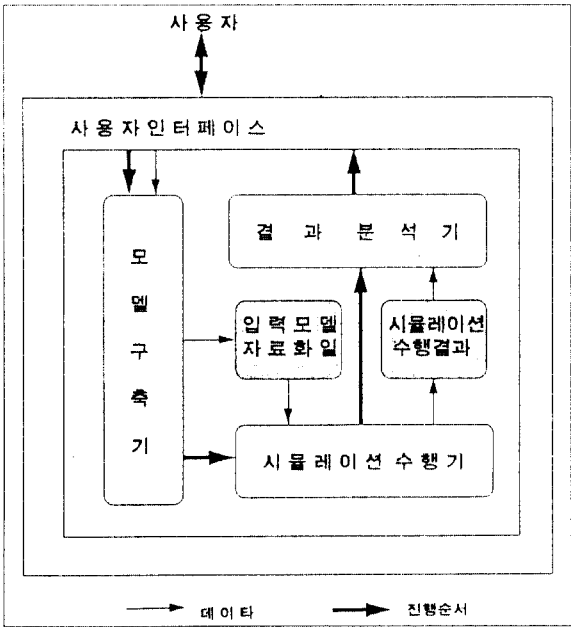 사용자
사용자인터페이스
모델구축기
결과분석기
입력모델
자료화일
시뮬레이션
수행결과
시뮬레이션수행기
데이타
진행순서